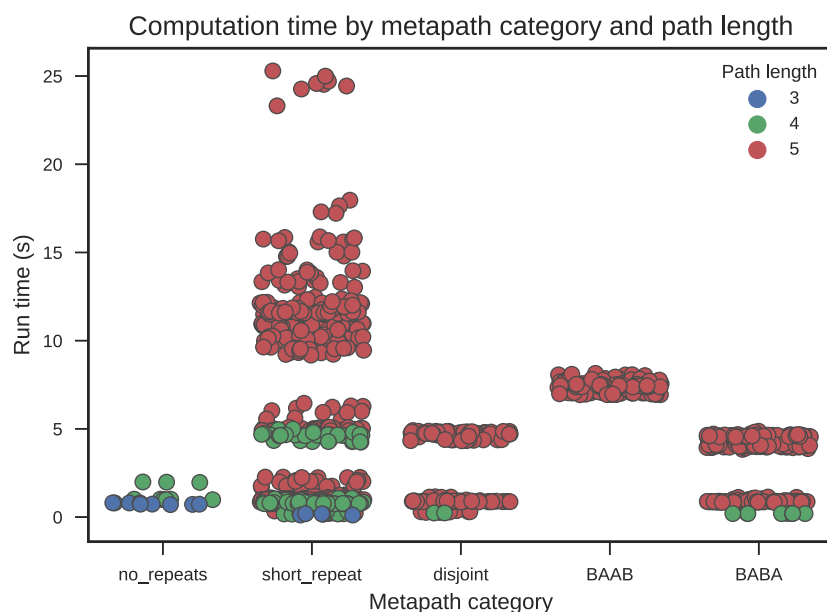 Computation time by metapath category and path length
Path length
3
4
5
25
20
15
10
5
0
Run time (s)
no_repeats short_repeat disjoint BAAB BABA
Metapath category